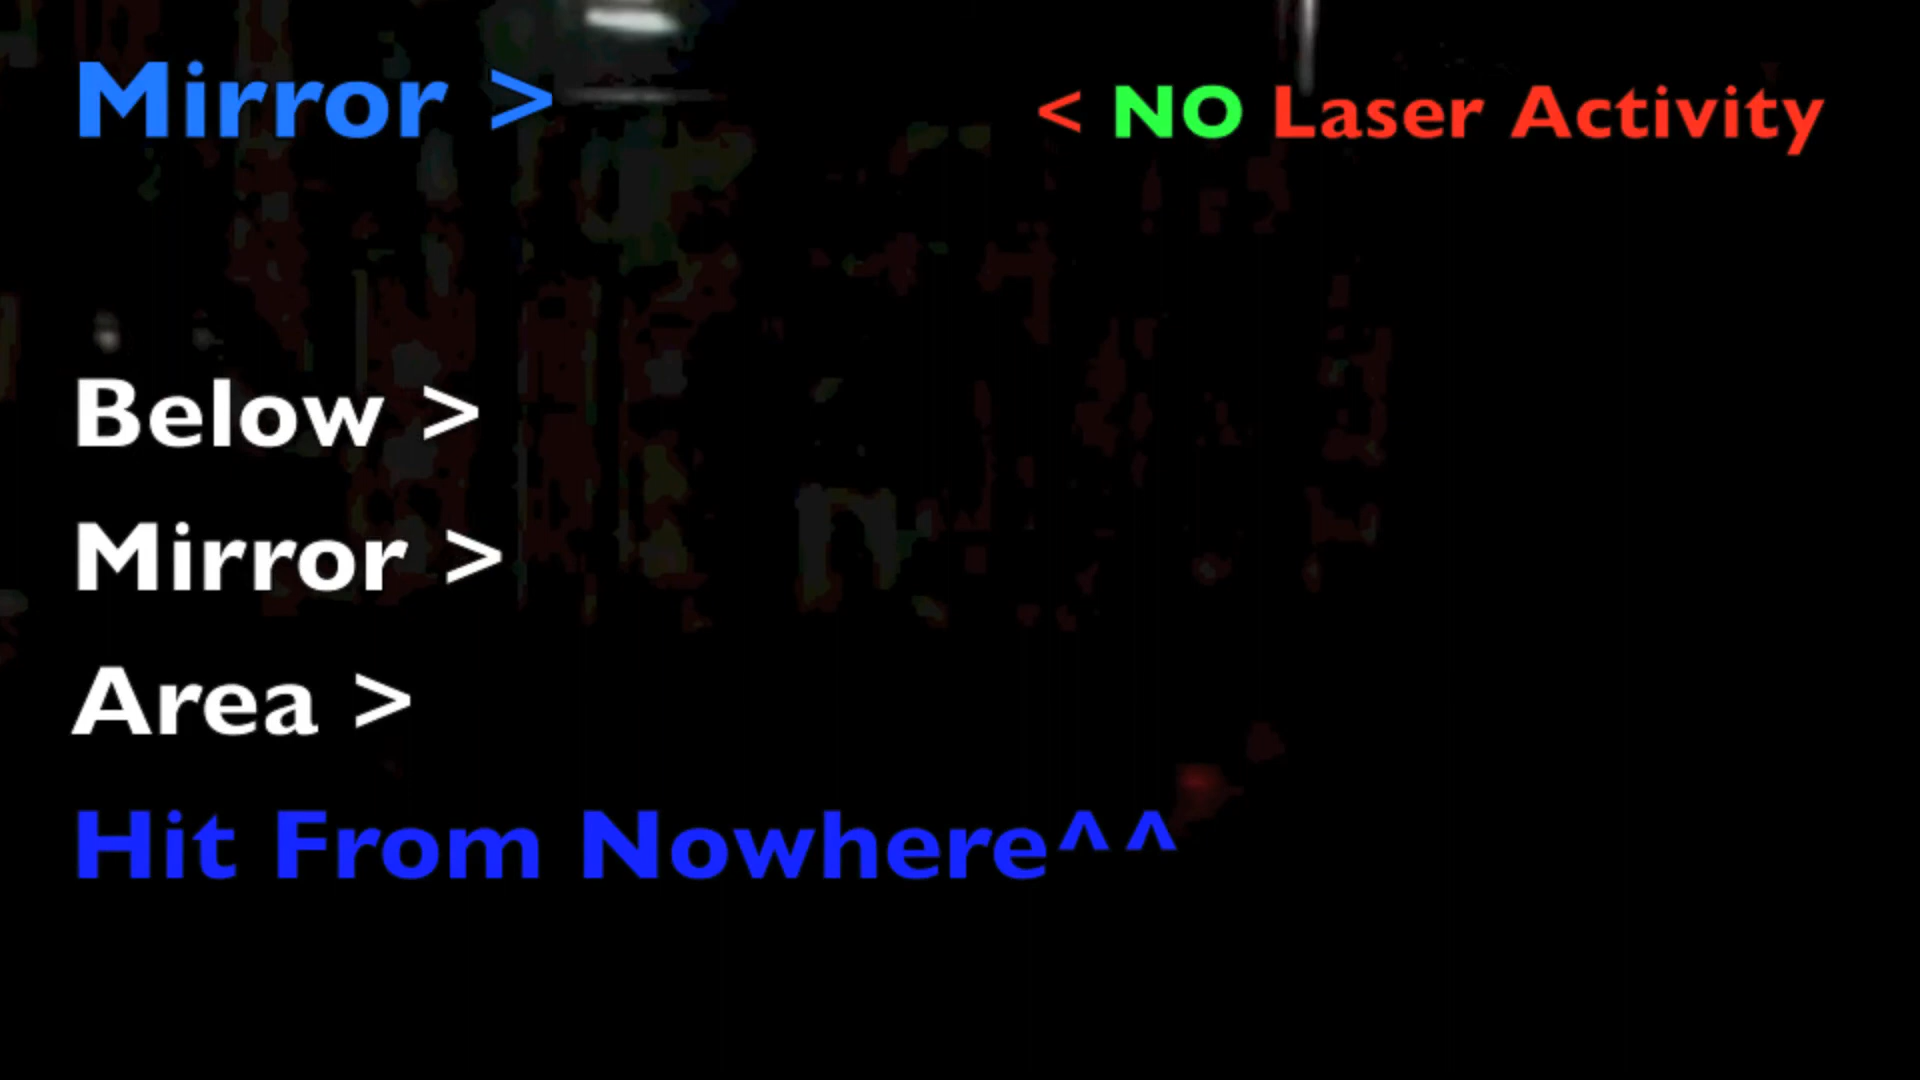 Mirror >
< NO Laser Activity
Below >
Mirror >
Area >
Hit From Nowhere^^